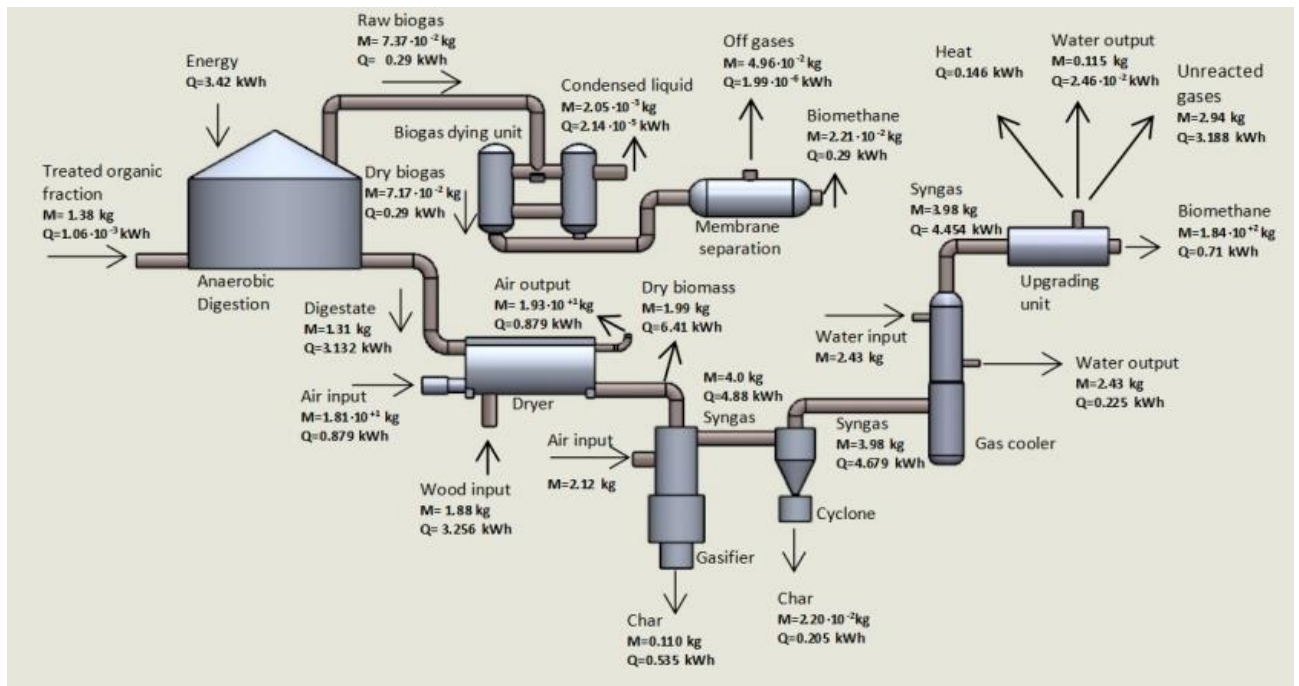 Raw biogas
M= 7.37·10⁻² kg
Q= 0.29 kWh
Energy
Q=3.42 kWh
Treated organic
fraction
M= 1.38 kg
Q=1.06·10⁻³kWh
Anaerobic
Digestion
Biogas dying unit
Condensed liquid
M=2.05·10⁻³ kg
Q=2.14·10⁻⁵ kWh
Dry biogas
M=7.17·10⁻² kg
Q=0.29 kWh
Off gases
M= 4.96·10⁻² kg
Q=1.99·10⁻⁶ kWh
Biomethane
M=2.21·10⁻² kg
Q=0.29 kWh
Membrane
separation
Digestate
M=1.31 kg
Q=3.132 kWh
Air input
M=1.81·10⁺¹ kg
Q=0.879 kWh
Air output
M= 1.93·10⁺¹kg
Q=0.879 kWh
Dryer
Wood input
M= 1.88 kg
Q= 3.256 kWh
Dry biomass
M=1.99 kg
Q=6.41 kWh
Air input
M=2.12 kg
M=4.0 kg
Q=4.88 kWh
Syngas
Gasifier
Char
M=0.110 kg
Q=0.535 kWh
Cyclone
Char
M=2.20·10⁻²kg
Q=0.205 kWh
Syngas
M=3.98 kg
Q=4.679 kWh
Water input
M=2.43 kg
Gas cooler
Water output
M=2.43 kg
Q=0.225 kWh
Syngas
M=3.98 kg
Q= 4.454 kWh
Heat
Q=0.146 kWh
Water output
M=0.115 kg
Q=2.46·10⁻² kWh
Unreacted
gases
M=2.94 kg
Q=3.188 kWh
Biomethane
M=1.84·10⁺² kg
Q=0.71 kWh
Upgrading
unit